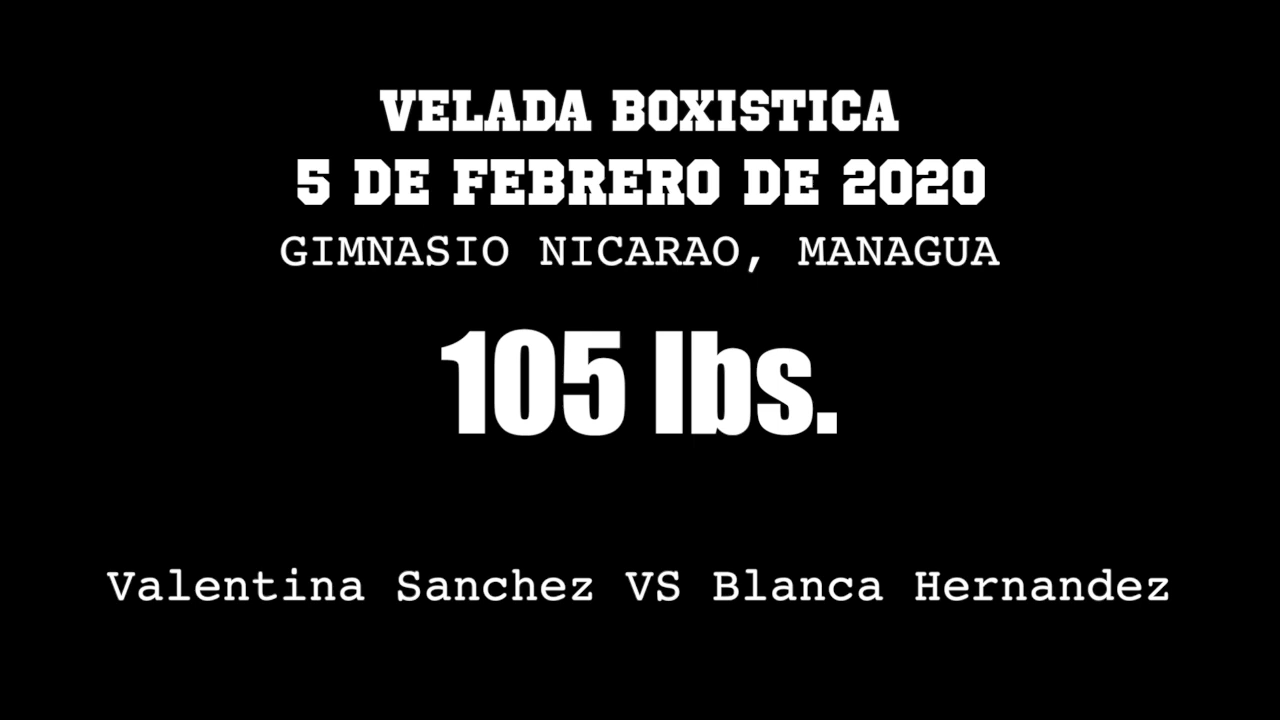 VELADA BOXISTICA
5 DE FEBRERO DE 2020
GIMNASIO NICARAO, MANAGUA
105 lbs.
Valentina Sanchez VS Blanca Hernandez